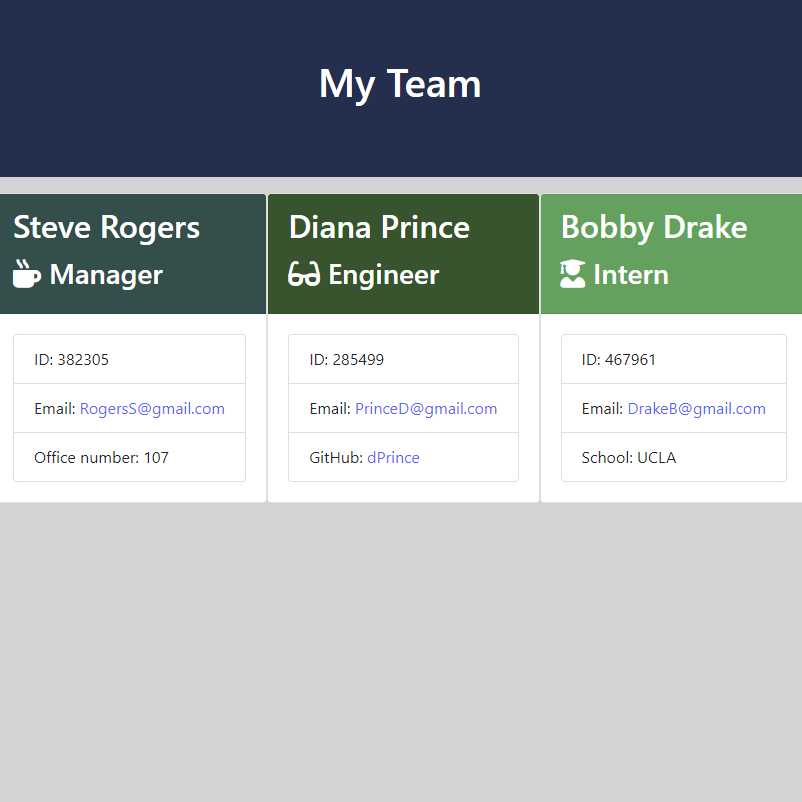 My Team
Steve Rogers
Manager
ID: 382305
Email: RogersS@gmail.com
Office number: 107
Diana Prince
Engineer
ID: 285499
Email: PrinceD@gmail.com
GitHub: dPrince
Bobby Drake
Intern
ID: 467961
Email: DrakeB@gmail.com
School: UCLA